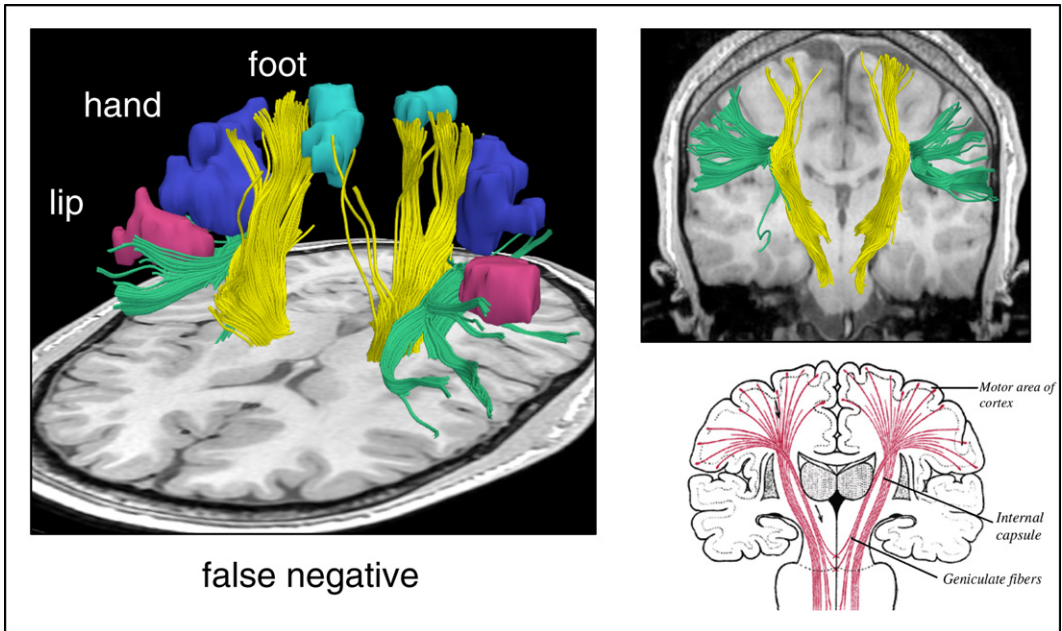 foot
hand
lip
false negative
Motor area of
cortex
Internal
capsule
Geniculate fibers